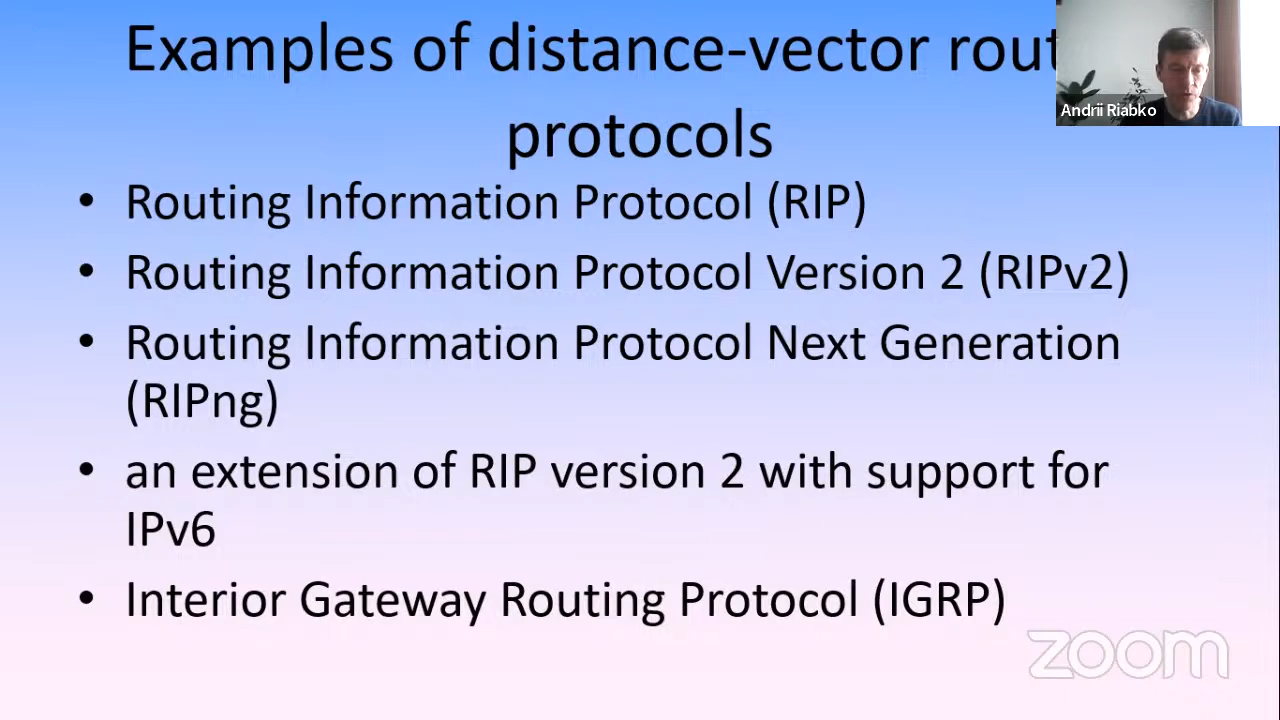 Examples of distance-vector rout
protocols
Andrii Riabko
• Routing Information Protocol (RIP)
• Routing Information Protocol Version 2 (RIPv2)
• Routing Information Protocol Next Generation
(RIPng)
• an extension of RIP version 2 with support for
IPv6
• Interior Gateway Routing Protocol (IGRP)
zoom